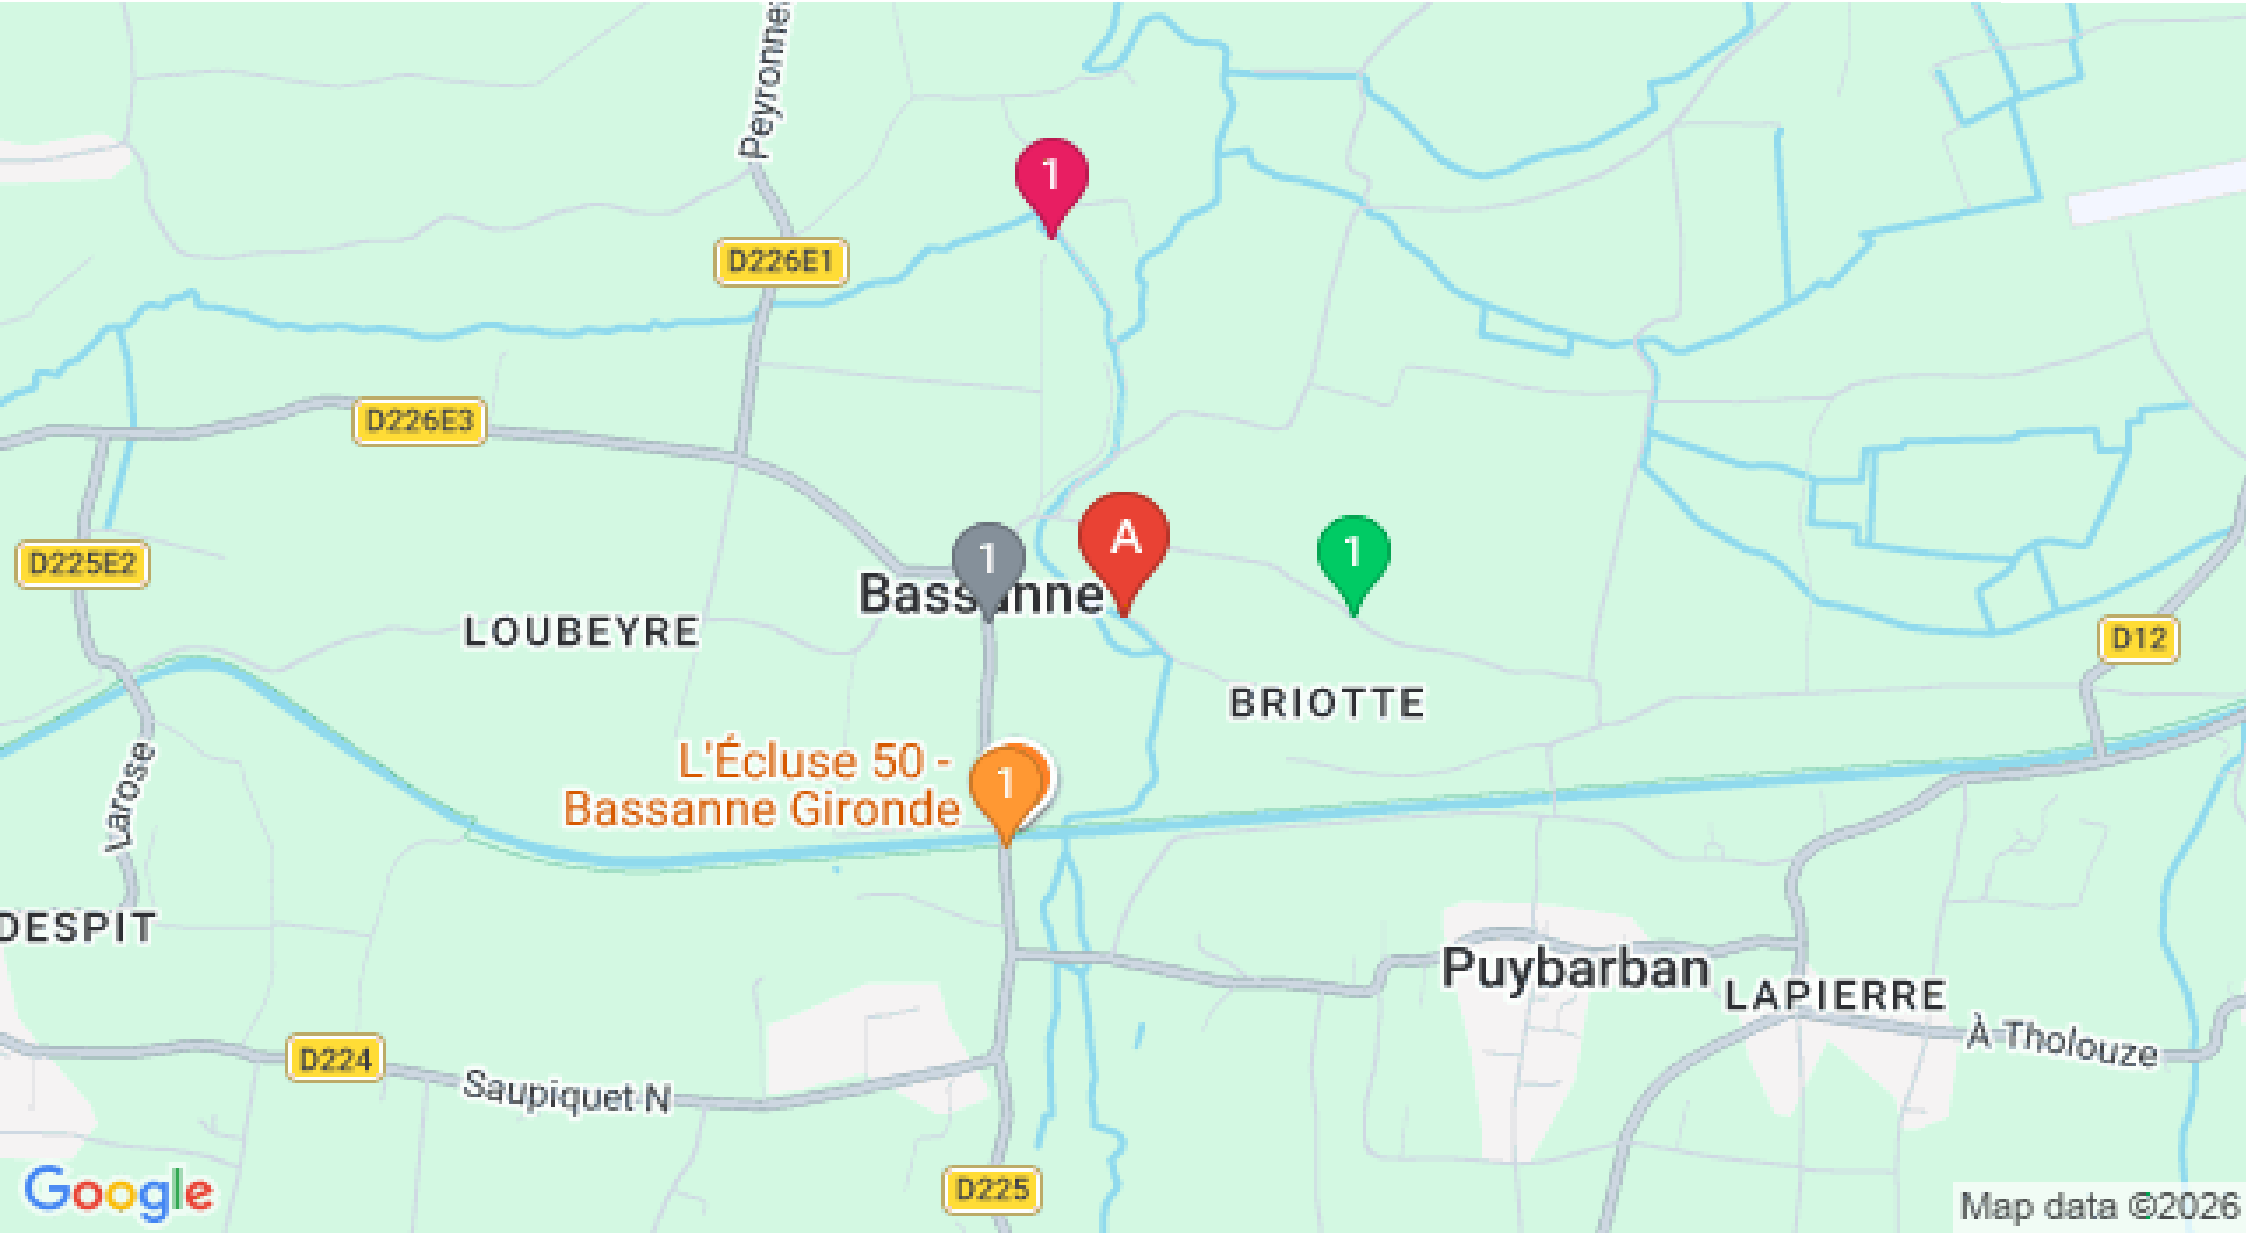 Peyronne
1
D226E1
D226E3
D225E2
1
A
1
Bassanne
LOUBEYRE
BRIOTTE
D12
L'Écluse 50 -
Bassanne Gironde
1
Larose
DESPIT
Puybarban
LAPIERRE
À Tholouze
D224
Saupiquet N
D225
Google
Map data ©2026